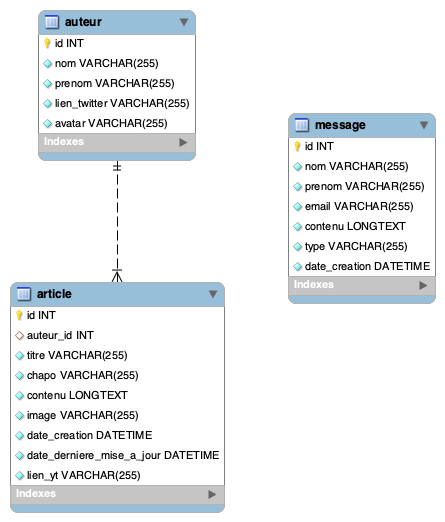 auteur
id INT
nom VARCHAR(255)
prenom VARCHAR(255)
lien_twitter VARCHAR(255)
avatar VARCHAR(255)
Indexes
message
id INT
nom VARCHAR(255)
prenom VARCHAR(255)
email VARCHAR(255)
contenu LONGTEXT
type VARCHAR(255)
date_creation DATETIME
Indexes
article
id INT
auteur_id INT
titre VARCHAR(255)
chapo VARCHAR(255)
contenu LONGTEXT
image VARCHAR(255)
date_creation DATETIME
date_derniere_mise_a_jour DATETIME
lien_yt VARCHAR(255)
Indexes